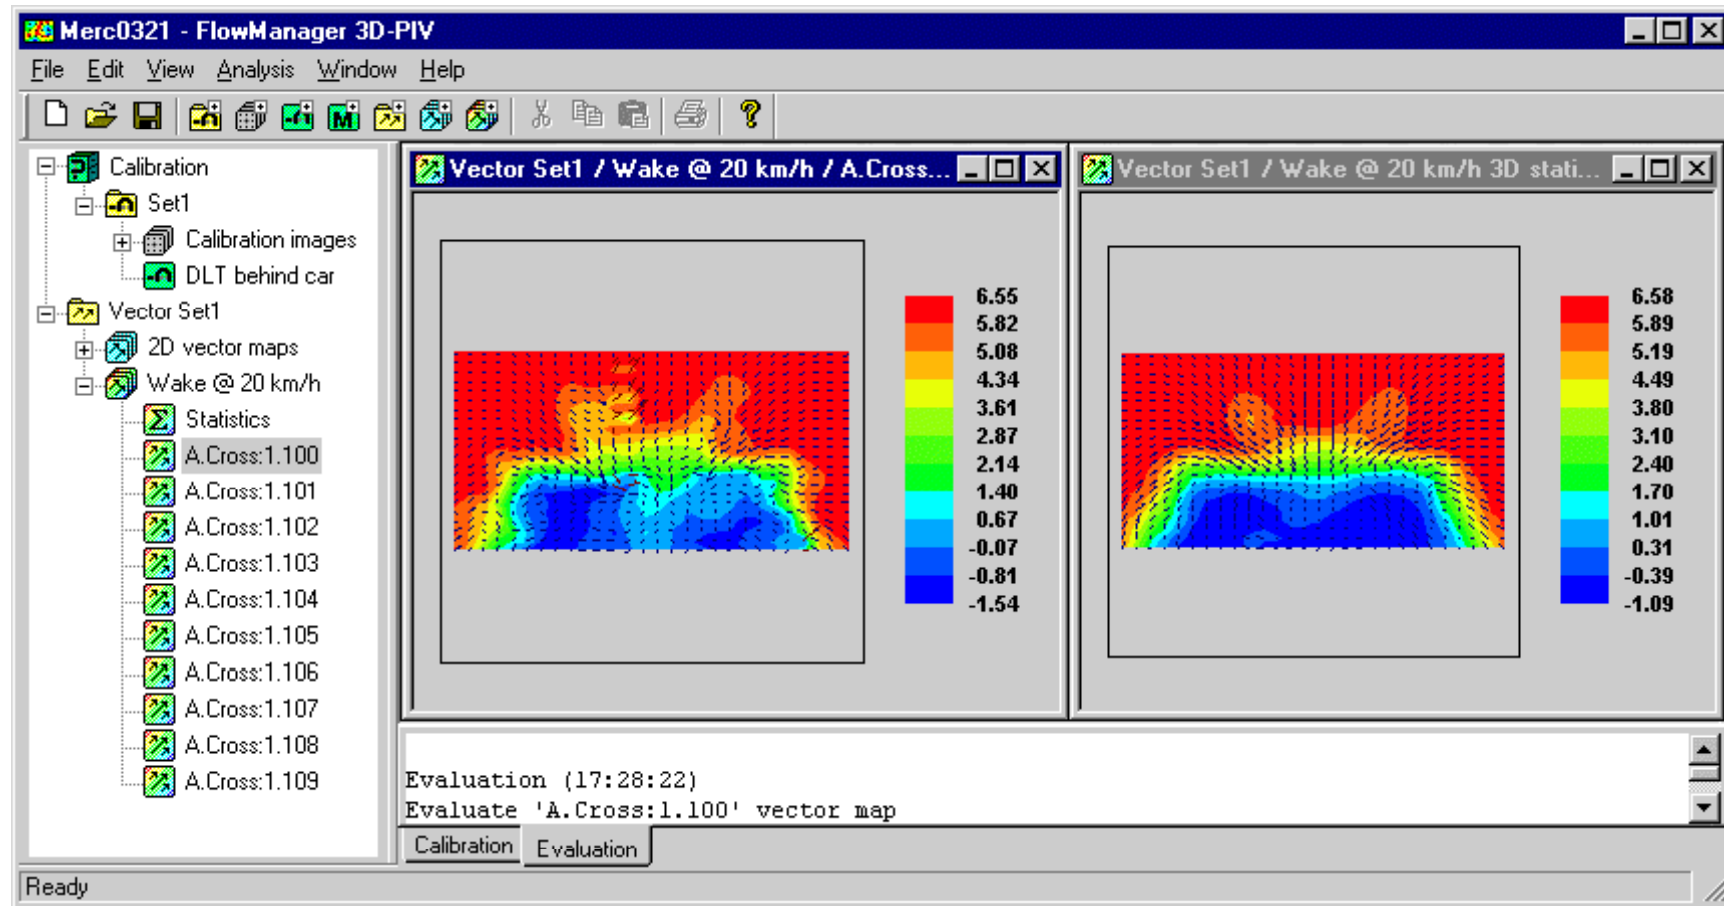 Merc0321 - FlowManager 3D-PIV
File Edit View Analysis Window Help
Calibration
Set1
Calibration images
DLT behind car
Vector Set1
2D vector maps
Wake @ 20 km/h
Statistics
A.Cross:1.100
A.Cross:1.101
A.Cross:1.102
A.Cross:1.103
A.Cross:1.104
A.Cross:1.105
A.Cross:1.106
A.Cross:1.107
A.Cross:1.108
A.Cross:1.109
Vector Set1 / Wake @ 20 km/h / A.Cross...
6.55
5.82
5.08
4.34
3.61
2.87
2.14
1.40
0.67
-0.07
-0.81
-1.54
Vector Set1 / Wake @ 20 km/h 3D stati...
6.58
5.89
5.19
4.49
3.80
3.10
2.40
1.70
1.01
0.31
-0.39
-1.09
Evaluation (17:28:22)
Evaluate 'A.Cross:1.100' vector map
Calibration Evaluation
Ready